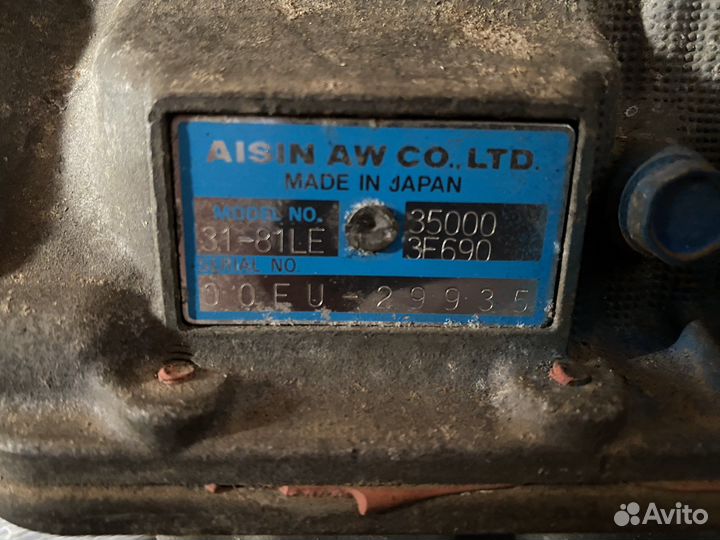 AISIN AW CO., LTD.
MADE IN JAPAN
MODEL NO.
31-81LE
35000
3F690
SERIAL NO.
00EU-29935
Avito